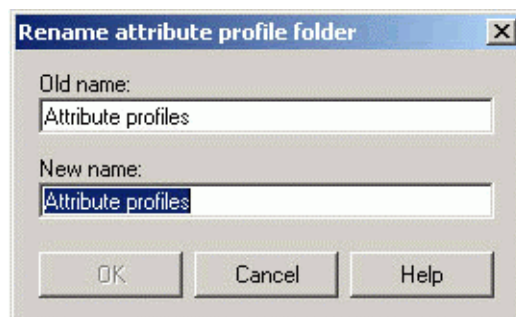 Rename attribute profile folder
Old name:
Attribute profiles
New name:
Attribute profiles
OK Cancel Help